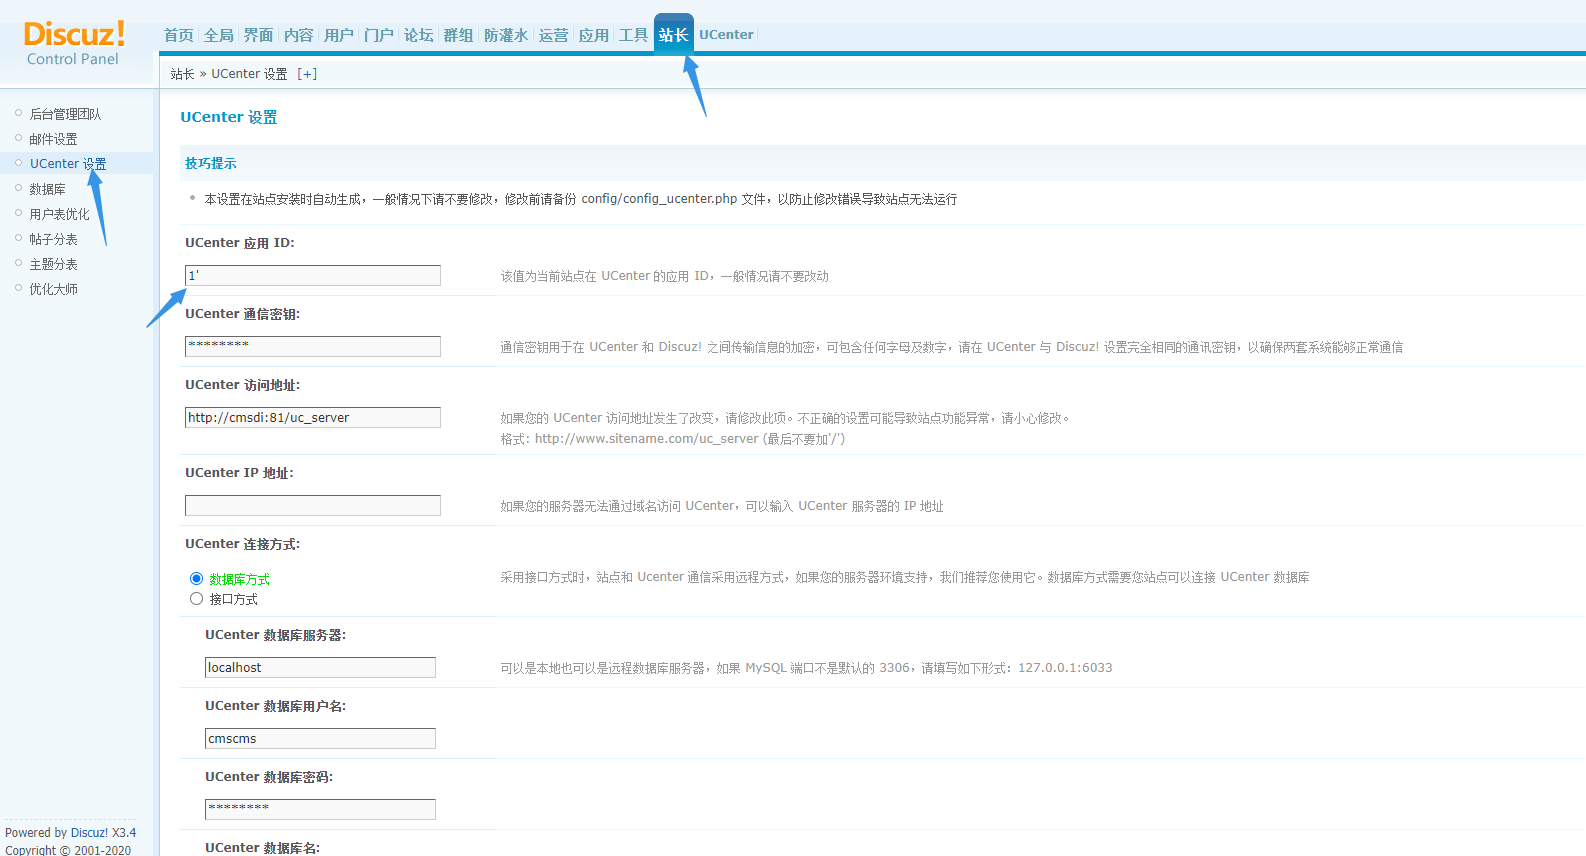 Discuz!
Control Panel
首页 全局 界面 内容 用户 门户 论坛 群组 防灌水 运营 应用 工具 站长 UCenter
站长 » UCenter 设置 [+]
后台管理团队
邮件设置
UCenter 设置
数据库
用户表优化
帖子分表
主题分表
优化大师
UCenter 设置
技巧提示
本设置在站点安装时自动生成，一般情况下请不要修改，修改前请备份 config/config_ucenter.php 文件，以防止修改错误导致站点无法运行
UCenter 应用 ID:
1'
该值为当前站点在 UCenter 的应用 ID，一般情况请不要改动
UCenter 通信密钥:
********
通信密钥用于在 UCenter 和 Discuz! 之间传输信息的加密，可包含任何字母及数字，请在 UCenter 与 Discuz! 设置完全相同的通讯密钥，以确保两套系统能够正常通信
UCenter 访问地址:
http://cmsdi:81/uc_server
如果您的 UCenter 访问地址发生了改变，请修改此项。不正确的设置可能导致站点功能异常，请小心修改。
格式: http://www.sitename.com/uc_server (最后不要加'/')
UCenter IP 地址:
如果您的服务器无法通过域名访问 UCenter，可以输入 UCenter 服务器的 IP 地址
UCenter 连接方式:
数据库方式
接口方式
采用接口方式时，站点和 Ucenter 通信采用远程方式，如果您的服务器环境支持，我们推荐您使用它。数据库方式需要您站点可以连接 UCenter 数据库
UCenter 数据库服务器:
localhost
可以是本地也可以是远程数据库服务器，如果 MySQL 端口不是默认的 3306，请填写如下形式：127.0.0.1:6033
UCenter 数据库用户名:
cmscms
UCenter 数据库密码:
********
UCenter 数据库名:
Powered by Discuz! X3.4
Copyright © 2001-2020